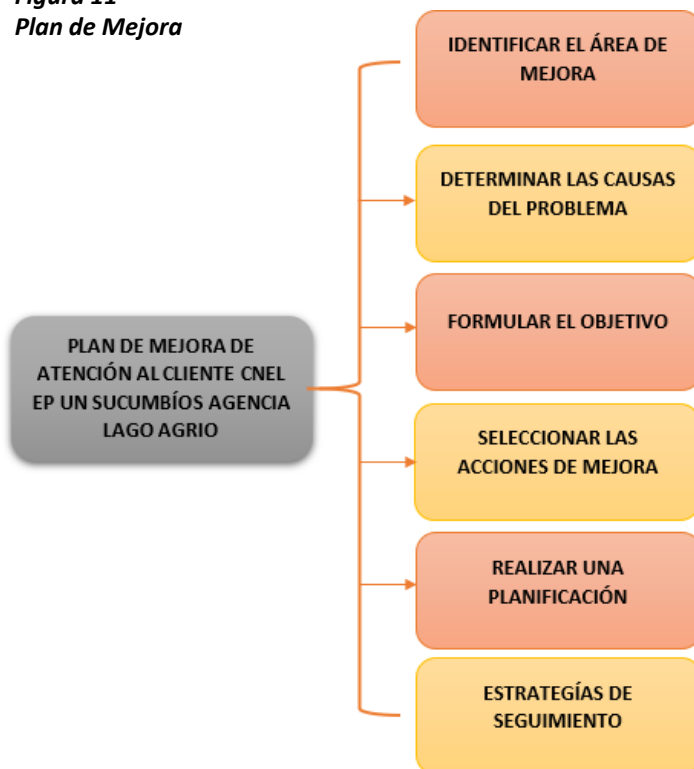 Figura 11
Plan de Mejora
IDENTIFICAR EL ÁREA DE
MEJORA
DETERMINAR LAS CAUSAS
DEL PROBLEMA
FORMULAR EL OBJETIVO
PLAN DE MEJORA DE
ATENCIÓN AL CLIENTE CNEL
EP UN SUCUMBÍOS AGENCIA
LAGO AGRIO
SELECCIONAR LAS
ACCIONES DE MEJORA
REALIZAR UNA
PLANIFICACIÓN
ESTRATEGÍAS DE
SEGUIMIENTO